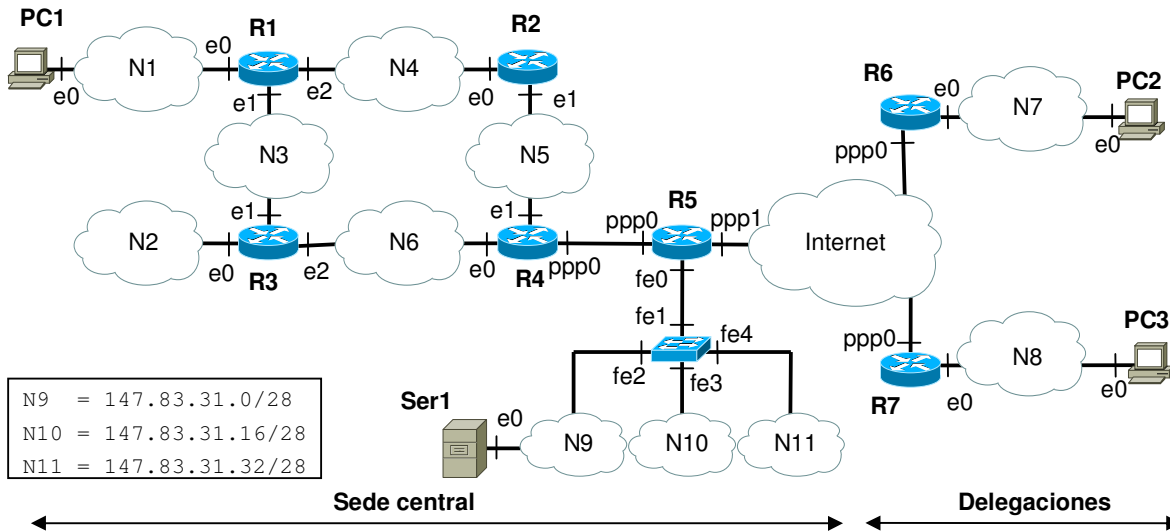 PC1
R1
R2
e0
N1
e0
e2
N4
e0
e1
e1
N3
N5
e1
e1
N2
e0
R3
e2
N6
e0
R4
ppp0
ppp0
R5
ppp1
Internet
R6
e0
N7
PC2
e0
ppp0
fe0
fe1
fe2
fe3
fe4
ppp0
R7
e0
N8
PC3
e0
Ser1
e0
N9
N10
N11
N9 = 147.83.31.0/28
N10 = 147.83.31.16/28
N11 = 147.83.31.32/28
Sede central
Delegaciones